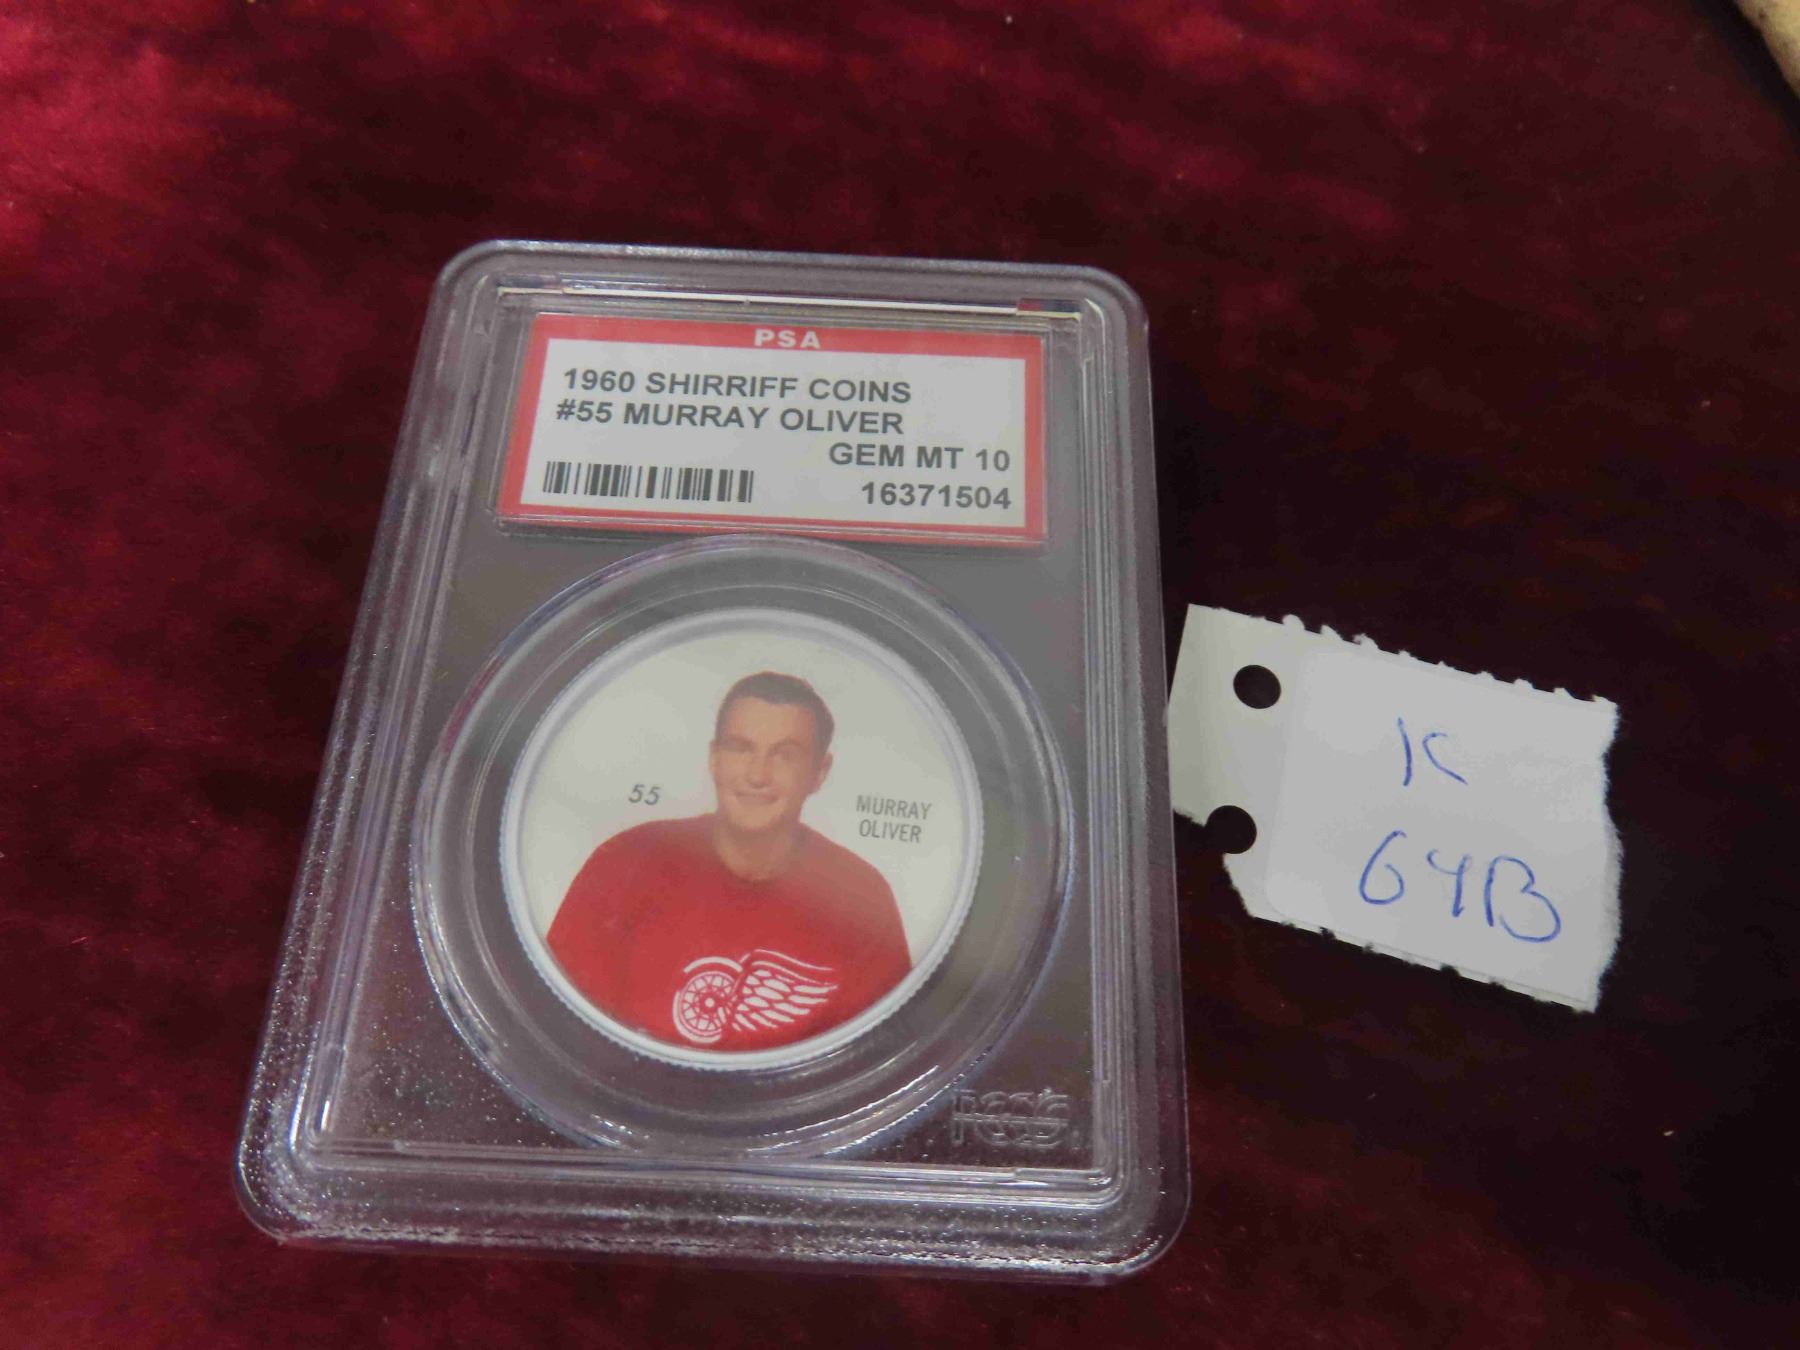 PSA
1960 SHIRRIFF COINS
#55 MURRAY OLIVER
GEM MT 10
16371504
55
MURRAY
OLIVER
K
64B